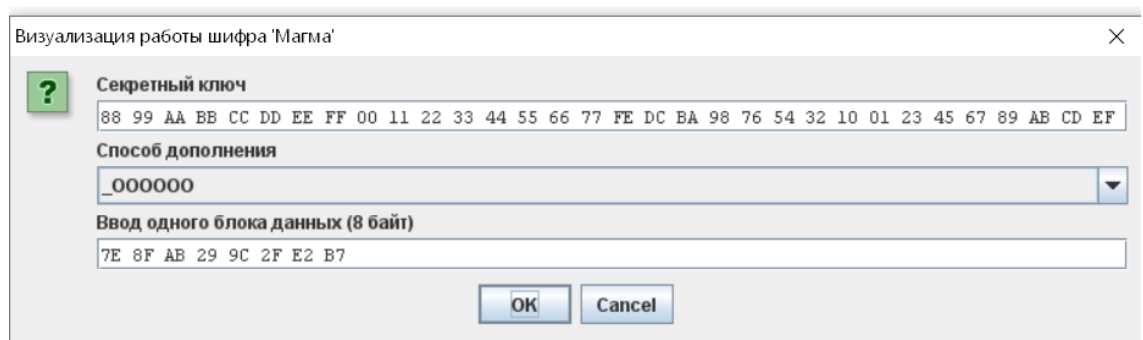 Визуализация работы шифра 'Магма'
?
Секретный ключ
88 99 AA BB CC DD EE FF 00 11 22 33 44 55 66 77 FE DC BA 98 76 54 32 10 01 23 45 67 89 AB CD EF
Способ дополнения
_OOOOOO
Ввод одного блока данных (8 байт)
7E 8F AB 29 9C 2F E2 B7
OK Cancel